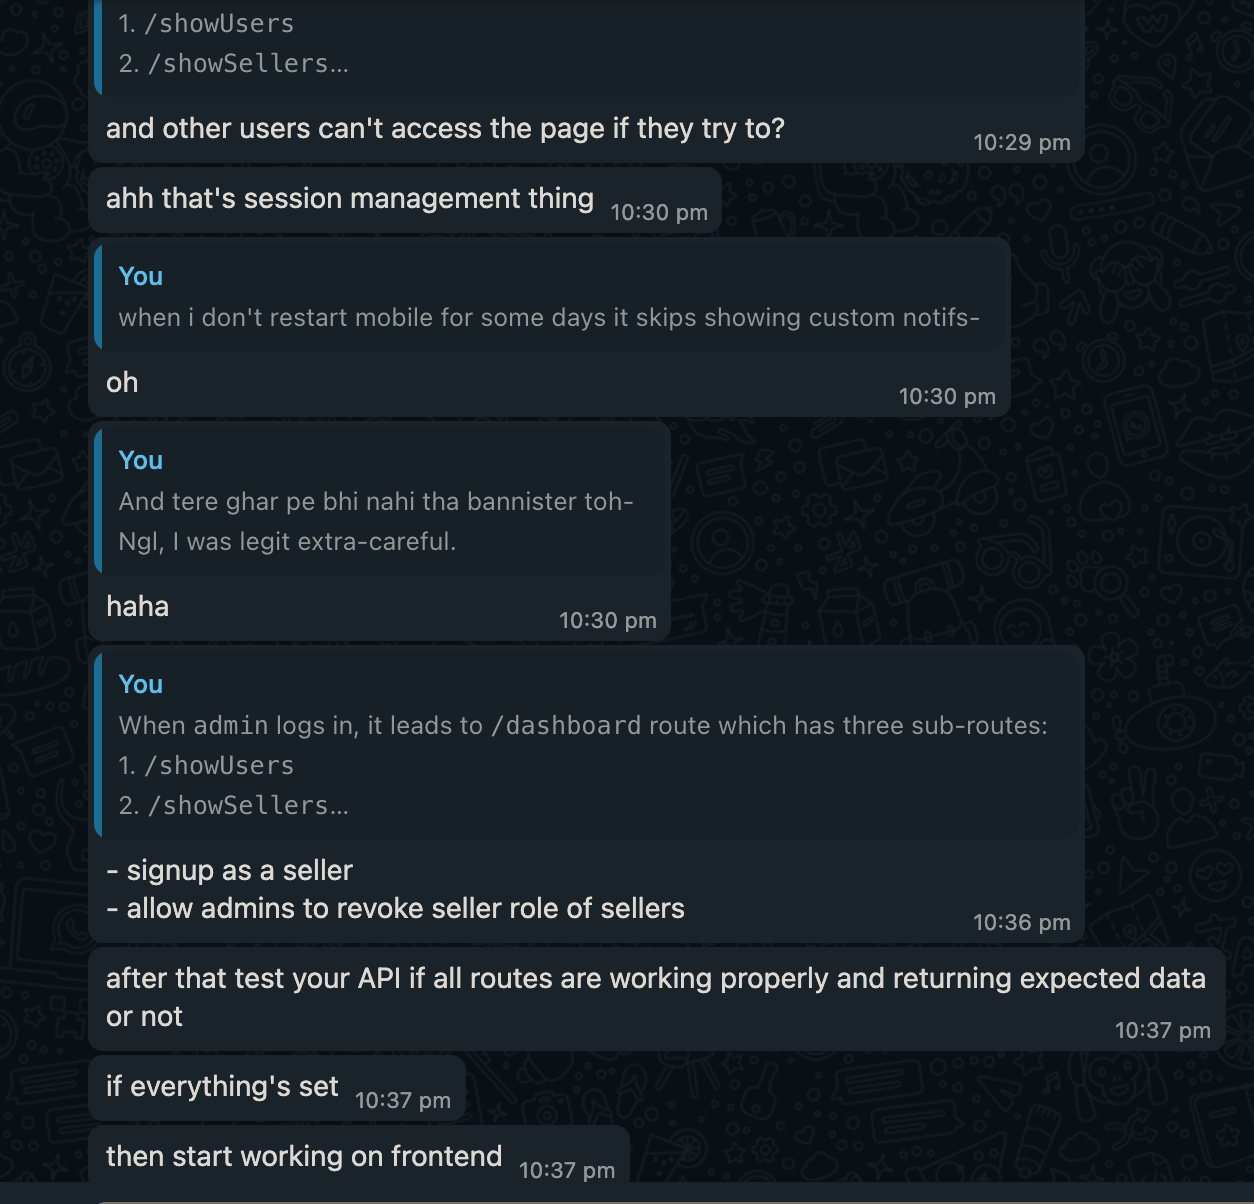 1. /showUsers
2. /showSellers...
and other users can't access the page if they try to?
10:29 pm
ahh that's session management thing
10:30 pm
You
when i don't restart mobile for some days it skips showing custom notifs-
oh
10:30 pm
You
And tere ghar pe bhi nahi tha bannister toh-
Ngl, I was legit extra-careful.
haha
10:30 pm
You
When admin logs in, it leads to /dashboard route which has three sub-routes:
1. /showUsers
2. /showSellers...
- signup as a seller
- allow admins to revoke seller role of sellers
10:36 pm
after that test your API if all routes are working properly and returning expected data
or not
10:37 pm
if everything's set
10:37 pm
then start working on frontend
10:37 pm